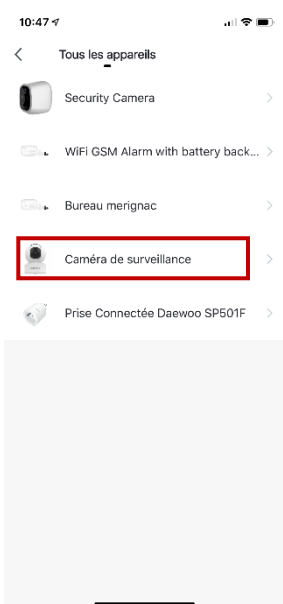 10:47
Tous les appareils
Security Camera
WiFi GSM Alarm with battery back...
Bureau merignac
Caméra de surveillance
Prise Connectée Daewoo SP501F